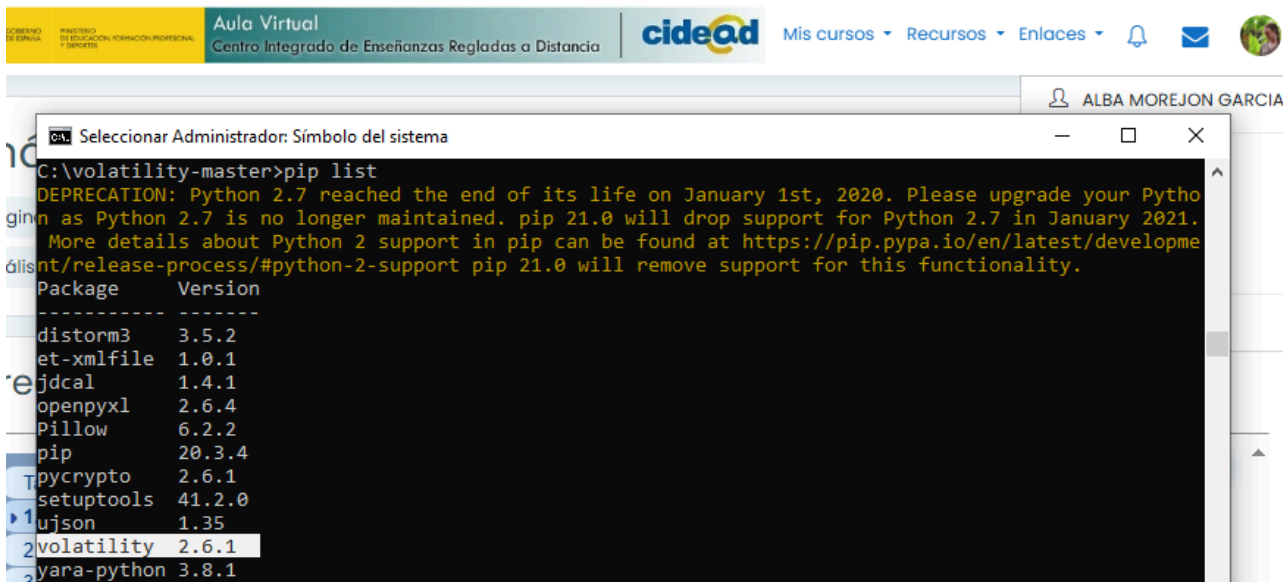 GOBIERNO DE ESPAÑA
MINISTERIO DE EDUCACIÓN, FORMACIÓN PROFESIONAL Y DEPORTES
Aula Virtual
Centro Integrado de Enseñanzas Regladas a Distancia
cidead
Mis cursos Recursos Enlaces
ALBA MOREJON GARCIA
Seleccionar Administrador: Símbolo del sistema
C:\volatility-master>pip list
DEPRECATION: Python 2.7 reached the end of its life on January 1st, 2020. Please upgrade your Pytho
n as Python 2.7 is no longer maintained. pip 21.0 will drop support for Python 2.7 in January 2021.
More details about Python 2 support in pip can be found at https://pip.pypa.io/en/latest/developme
nt/release-process/#python-2-support pip 21.0 will remove support for this functionality.
Package Version
----------- -------
distorm3 3.5.2
et-xmlfile 1.0.1
jdcal 1.4.1
openpyxl 2.6.4
Pillow 6.2.2
pip 20.3.4
pycrypto 2.6.1
setuptools 41.2.0
ujson 1.35
volatility 2.6.1
yara-python 3.8.1